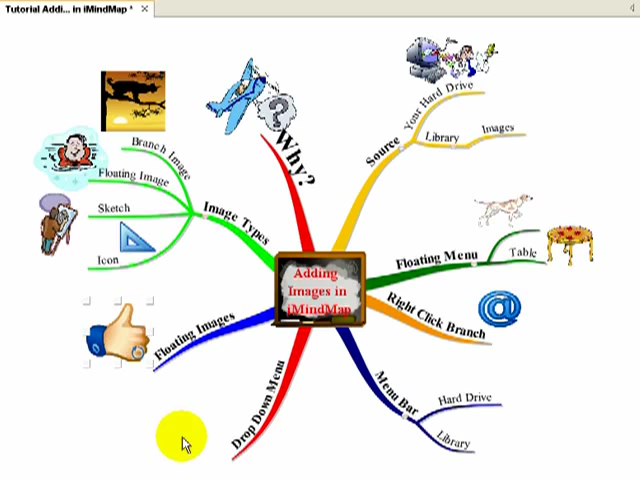 Tutorial Addi... in iMindMap *
Why?
Source
Your Hard Drive
Library
Images
Branch Image
Floating Image
Sketch
Icon
Image Types
Adding
Images in
iMindMap
Floating Menu
Table
Right Click Branch
Floating Images
Drop Down Menu
Menu Bar
Hard Drive
Library